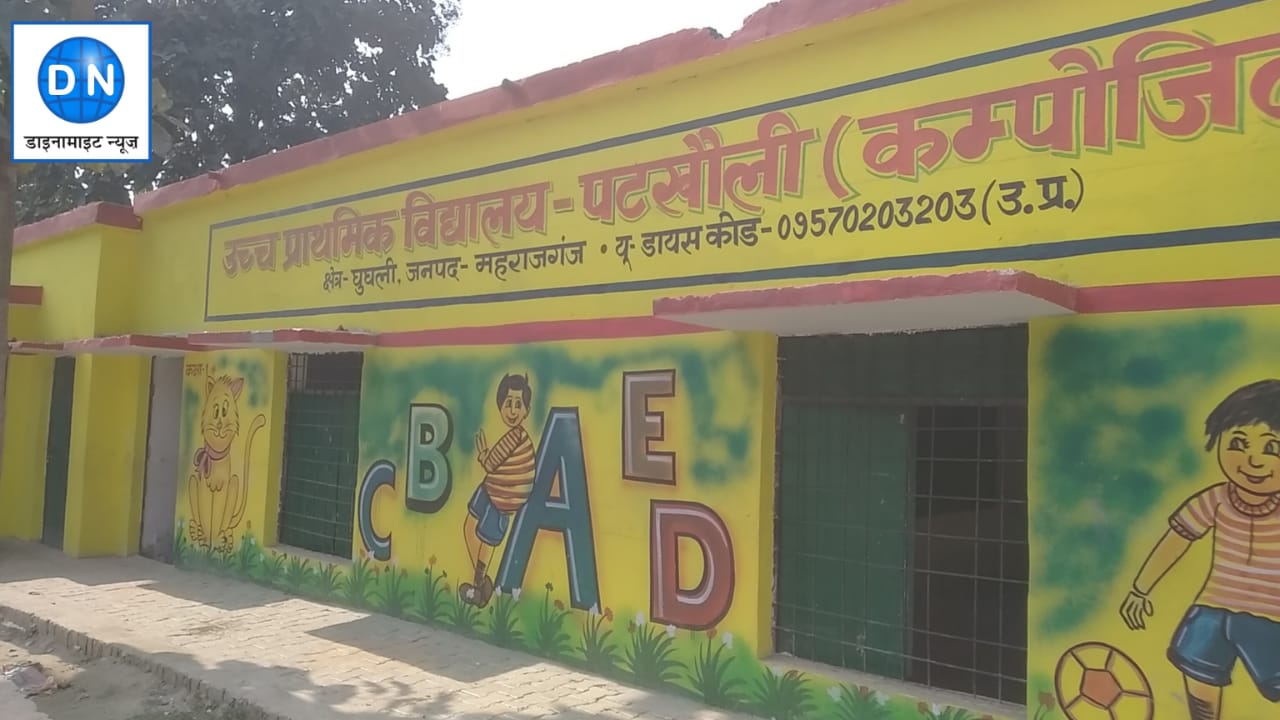 DN
डाइनामाइट न्यूज़
उच्च प्राथमिक विद्यालय - पटखौली (कम्पोजि
क्षेत्र - घुघली, जनपद - महराजगंज • यू- डायस कोड - 09570203203 (उ.प्र.)
C B A E D